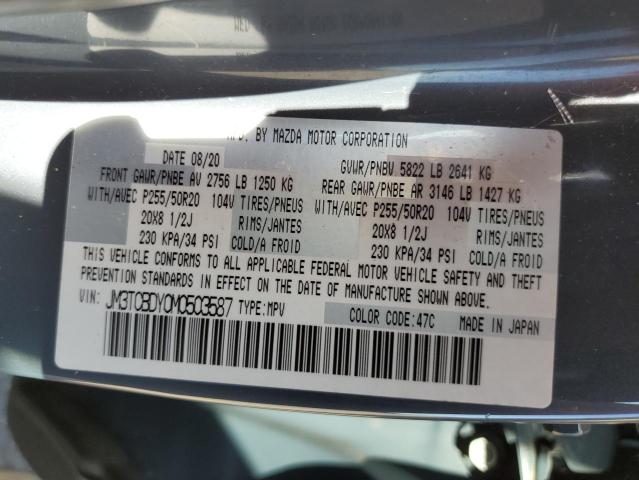 MFG. BY MAZDA MOTOR CORPORATION
DATE 08/20 GVWR/PNBV 5822 LB 2641 KG
FRONT GAWR/PNBE AV 2756 LB 1250 KG REAR GAWR/PNBE AR 3146 LB 1427 KG
WITH/AVEC P255/50R20 104V TIRES/PNEUS WITH/AVEC P255/50R20 104V TIRES/PNEUS
20X8 1/2J RIMS/JANTES 20X8 1/2J RIMS/JANTES
230 KPA/34 PSI COLD/A FROID 230 KPA/34 PSI COLD/A FROID
THIS VEHICLE CONFORMS TO ALL APPLICABLE FEDERAL MOTOR VEHICLE SAFETY AND THEFT
PREVENTION STANDARDS IN EFFECT ON THE DATE OF MANUFACTURE SHOWN ABOVE.
VIN: JM3TCBDY0M0503587 TYPE:MPV COLOR CODE:47C MADE IN JAPAN